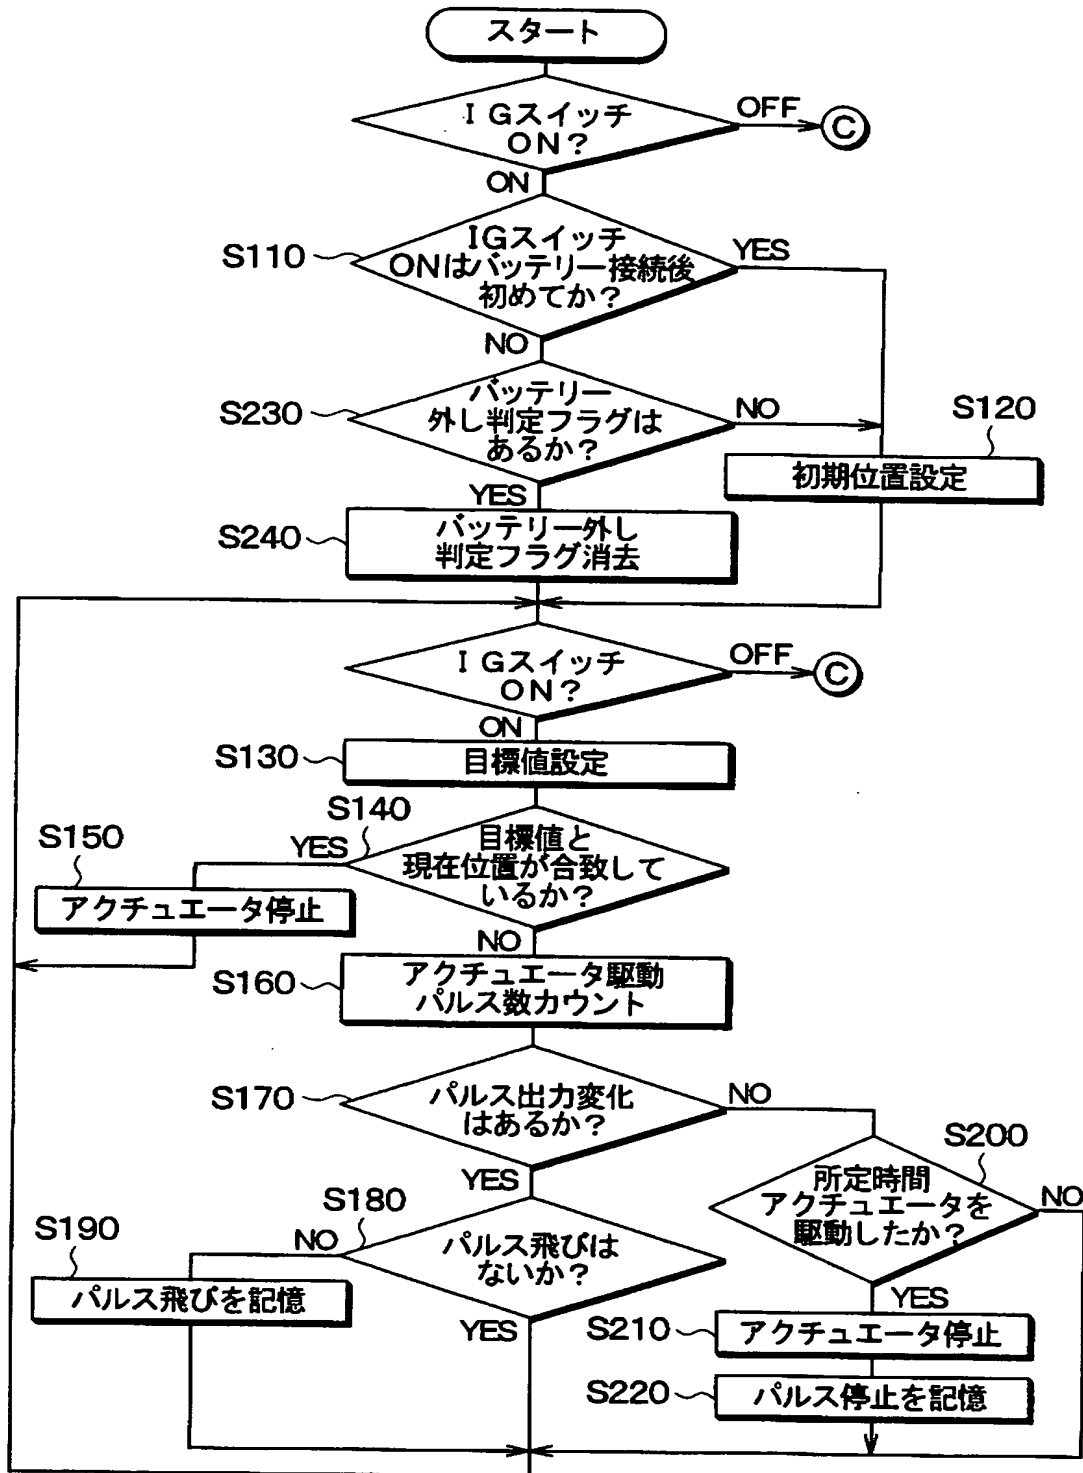 スタート
IGスイッチ
ON?
OFF
C
ON
S110
IGスイッチ
ONはバッテリー接続後
初めてか?
YES
NO
S230
バッテリー
外し判定フラグは
あるか?
NO
S120
初期位置設定
YES
S240
バッテリー外し
判定フラグ消去
IGスイッチ
ON?
OFF
C
ON
S130
目標値設定
S140
目標値と
現在位置が合致して
いるか?
YES
S150
アクチュエータ停止
NO
S160
アクチュエータ駆動
パルス数カウント
S170
パルス出力変化
はあるか?
NO
YES
S200
所定時間
アクチュエータを
駆動したか?
NO
S180
パルス飛びは
ないか?
NO
S190
パルス飛びを記憶
YES
YES
S210
アクチュエータ停止
S220
パルス停止を記憶